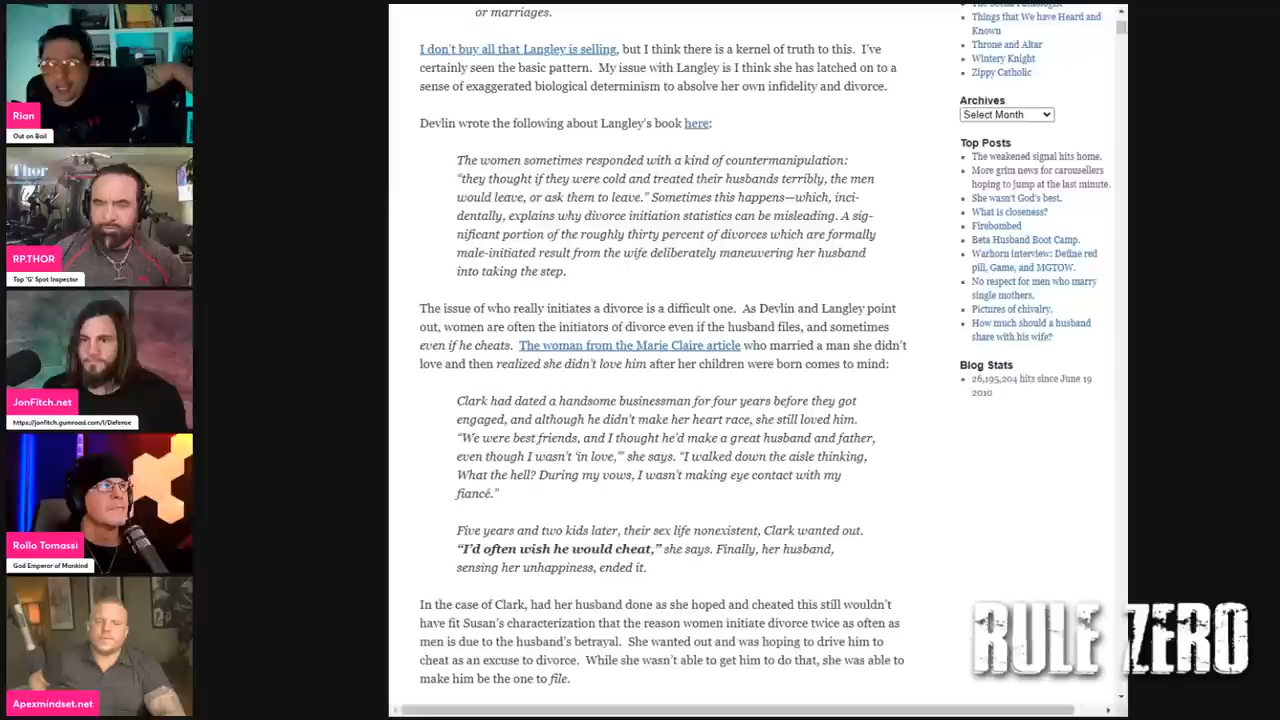 Rian
Out on Bail
Thor
RP.THOR
Top 'G' Spot Inspector
JonFitch.net
https://jonfitch.gumroad.com/l/Defense
Rollo Tomassi
God Emperor of Mankind
Apexmindset.net
or marriages.
I don't buy all that Langley is selling, but I think there is a kernel of truth to this. I've
certainly seen the basic pattern. My issue with Langley is I think she has latched on to a
sense of exaggerated biological determinism to absolve her own infidelity and divorce.
Devlin wrote the following about Langley's book here:
The women sometimes responded with a kind of countermanipulation:
"they thought if they were cold and treated their husbands terribly, the men
would leave, or ask them to leave." Sometimes this happens—which, inci-
dentally, explains why divorce initiation statistics can be misleading. A sig-
nificant portion of the roughly thirty percent of divorces which are formally
male-initiated result from the wife deliberately maneuvering her husband
into taking the step.
The issue of who really initiates a divorce is a difficult one. As Devlin and Langley point
out, women are often the initiators of divorce even if the husband files, and sometimes
even if he cheats. The woman from the Marie Claire article who married a man she didn't
love and then realized she didn't love him after her children were born comes to mind:
Clark had dated a handsome businessman for four years before they got
engaged, and although he didn't make her heart race, she still loved him.
"We were best friends, and I thought he'd make a great husband and father,
even though I wasn't 'in love,'" she says. "I walked down the aisle thinking,
What the hell? During my vows, I wasn't making eye contact with my
fiancé."
Five years and two kids later, their sex life nonexistent, Clark wanted out.
"I'd often wish he would cheat," she says. Finally, her husband,
sensing her unhappiness, ended it.
In the case of Clark, had her husband done as she hoped and cheated this still wouldn't
have fit Susan's characterization that the reason women initiate divorce twice as often as
men is due to the husband's betrayal. She wanted out and was hoping to drive him to
cheat as an excuse to divorce. While she wasn't able to get him to do that, she was able to
make him be the one to file.
The Social Pathologist
Things that We have Heard and
Known
Throne and Altar
Wintery Knight
Zippy Catholic
Archives
Select Month
Top Posts
The weakened signal hits home.
More grim news for carousellers
hoping to jump at the last minute.
She wasn't God's best.
What is closeness?
Firebombed
Beta Husband Boot Camp.
Warhorn interview: Define red
pill, Game, and MGTOW.
No respect for men who marry
single mothers.
Pictures of chivalry.
How much should a husband
share with his wife?
Blog Stats
26,195,204 hits since June 19
2010
RULE ZERO